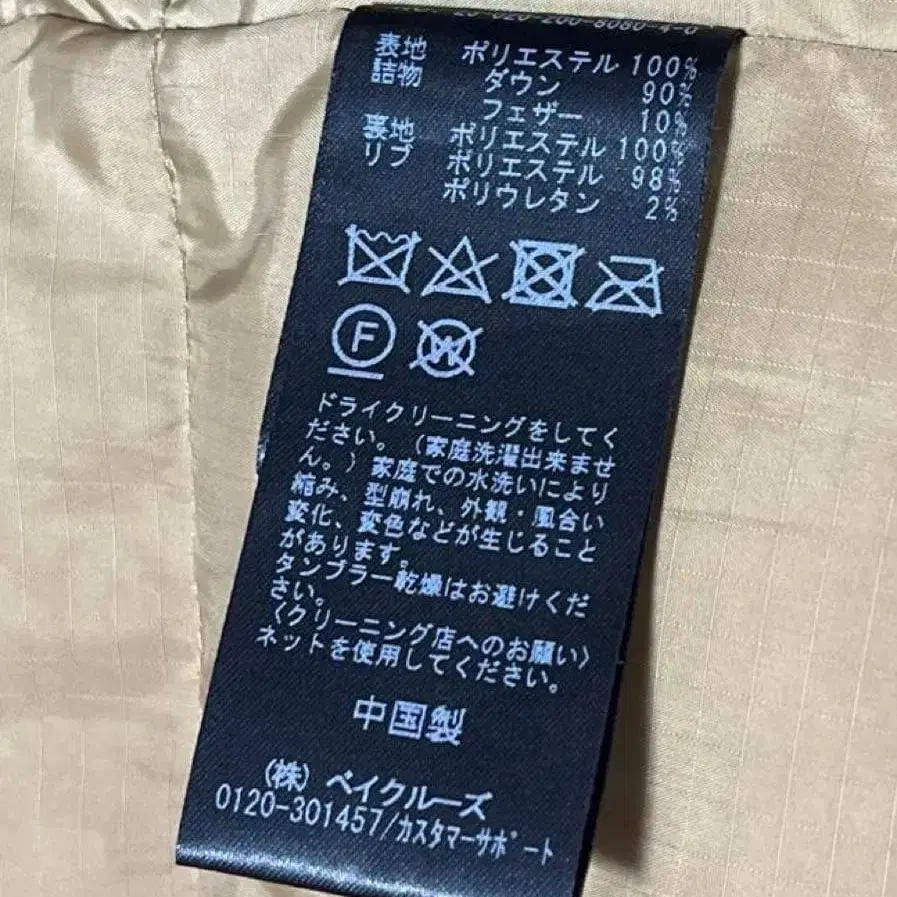 20-020-200-8080-4-0
表地 ポリエステル 100%
詰物 ダウン 90%
フェザー 10%
裏地 ポリエステル 100%
リブ ポリエステル 98%
ポリウレタン 2%
F
W
ドライクリーニングをしてく
ださい。(家庭洗濯出来ませ
ん。)家庭での水洗いにより
縮み、型崩れ、外観・風合い
変化、変色などが生じること
があります。
タンブラー乾燥はお避けくだ
さい。
〈クリーニング店へのお願い〉
ネットを使用してください。
中国製
(株)ベイクルーズ
0120-301457/カスタマーサポート